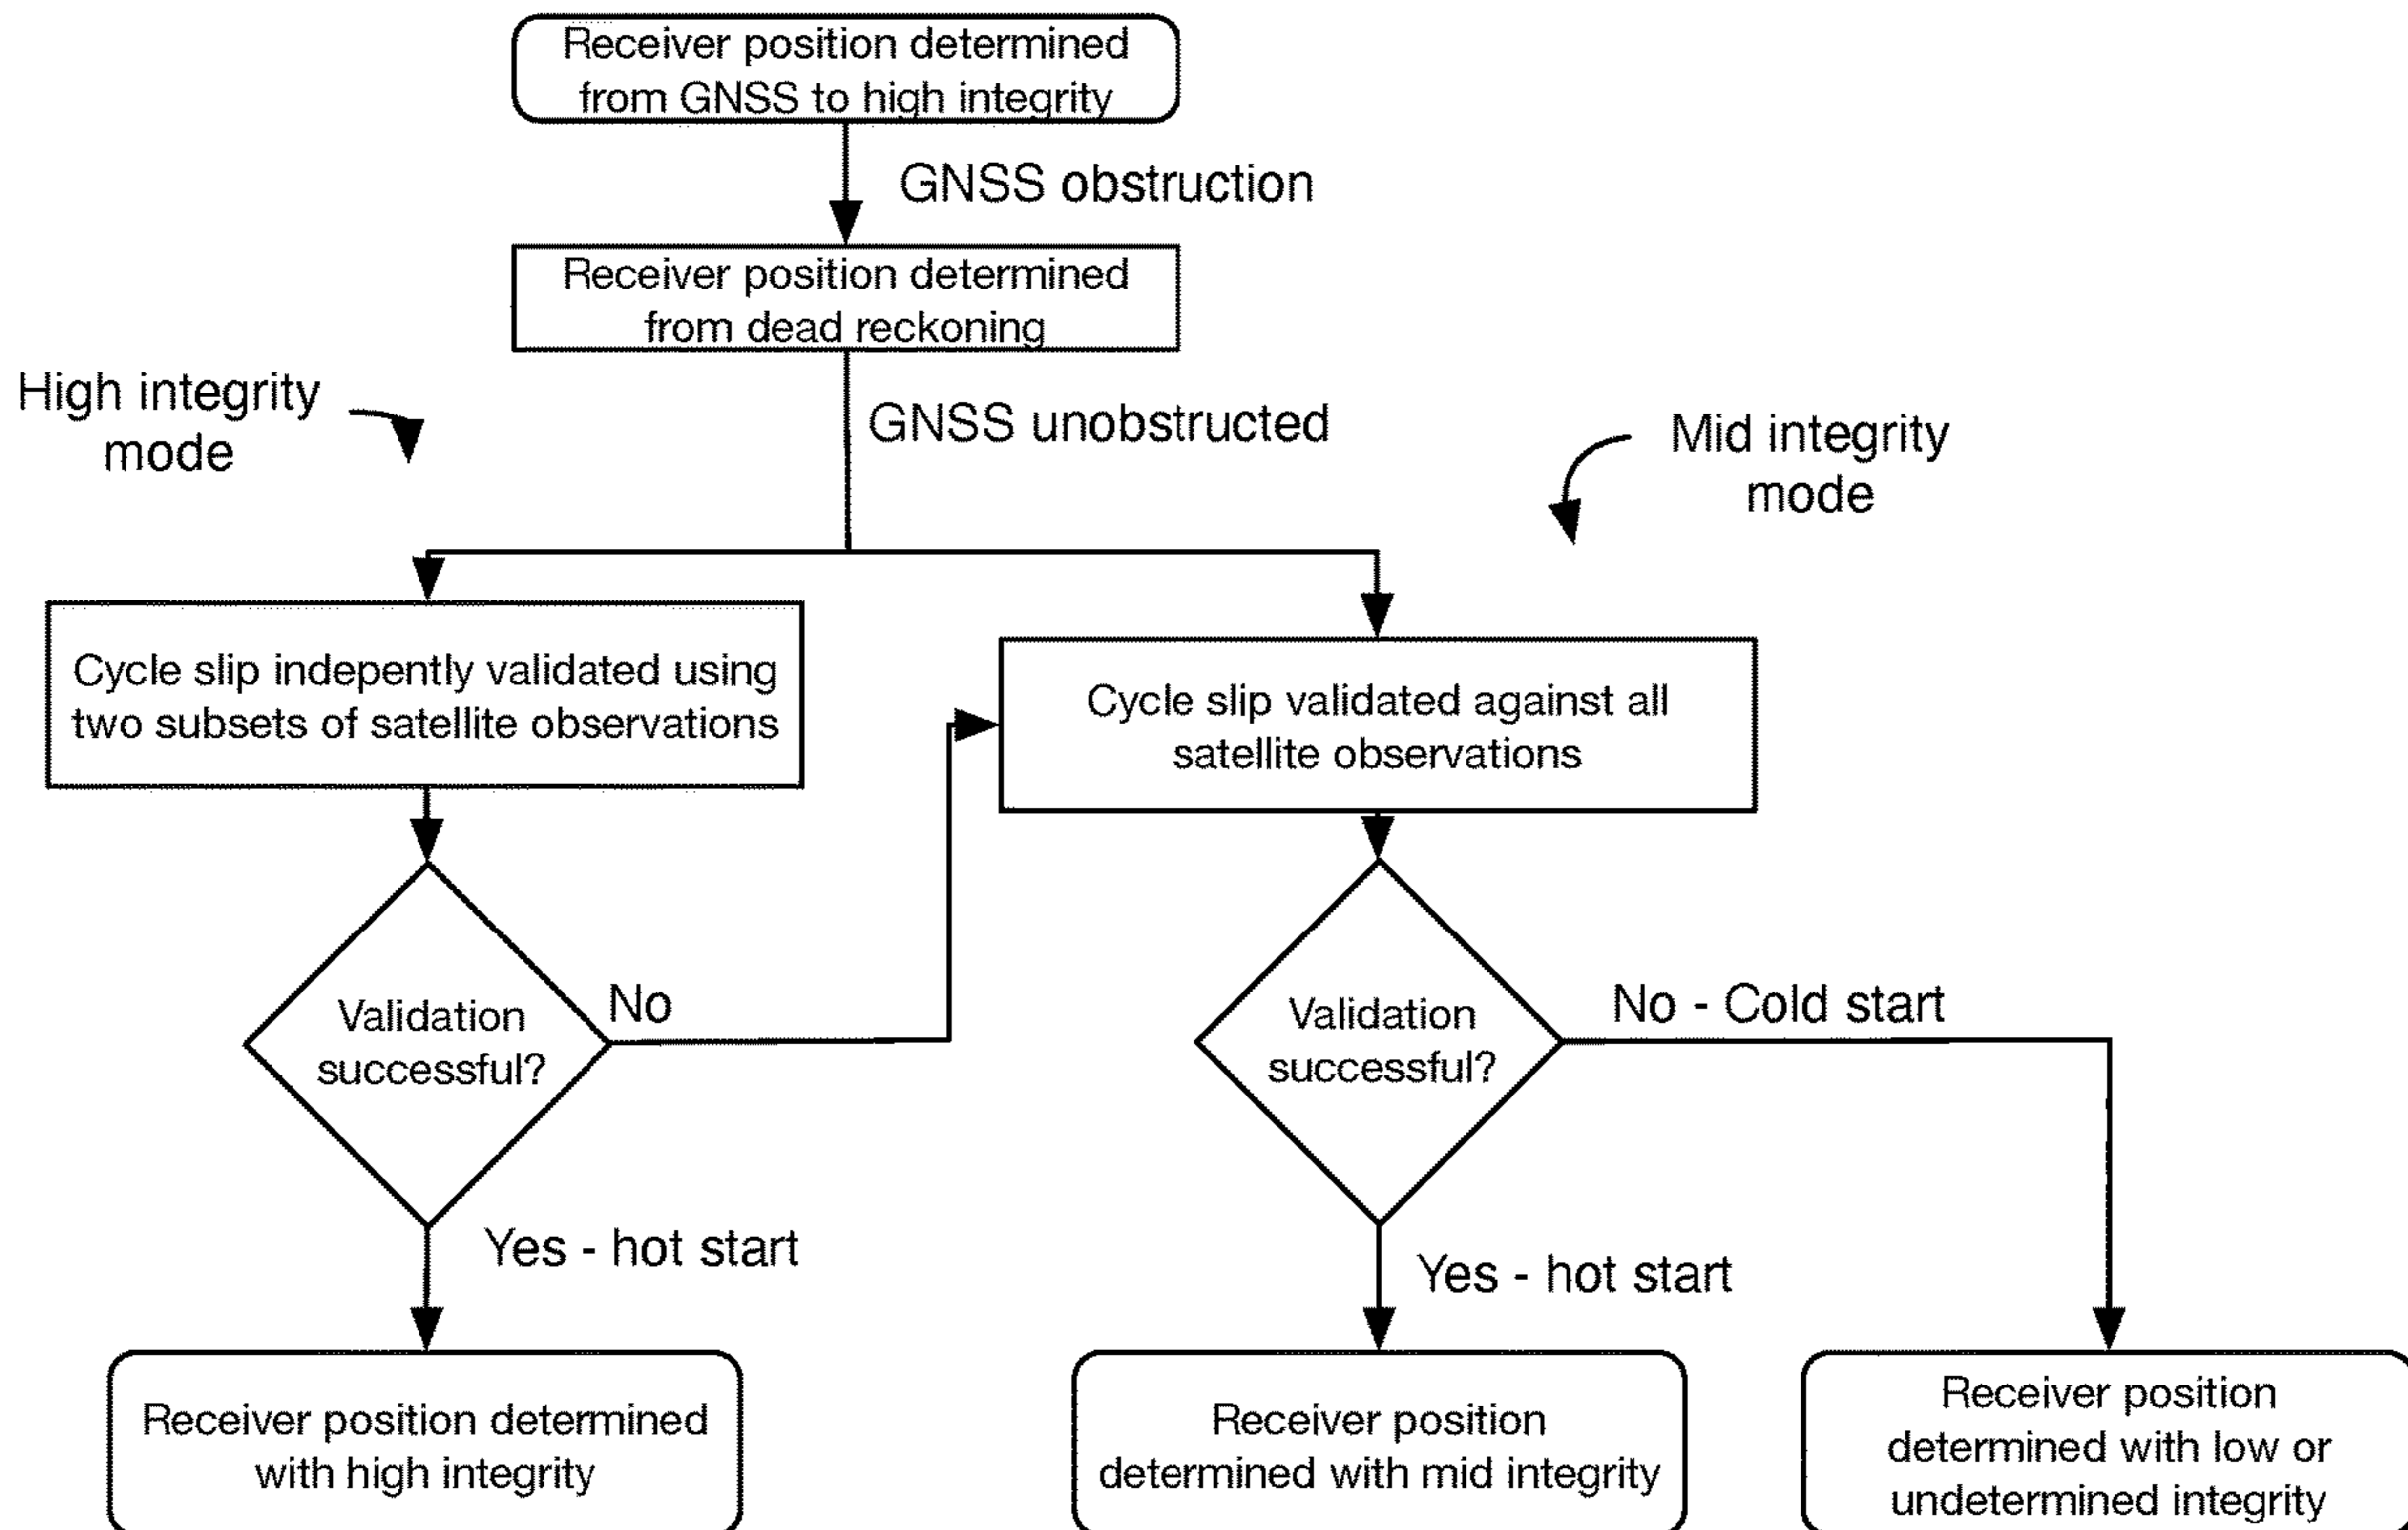 Receiver position determined
from GNSS to high integrity
GNSS obstruction
Receiver position determined
from dead reckoning
High integrity
mode
GNSS unobstructed
Mid integrity
mode
Cycle slip indepently validated using
two subsets of satellite observations
Cycle slip validated against all
satellite observations
Validation
successful?
No
Validation
successful?
No - Cold start
Yes - hot start
Yes - hot start
Receiver position determined
with high integrity
Receiver position
determined with mid integrity
Receiver position
determined with low or
undetermined integrity